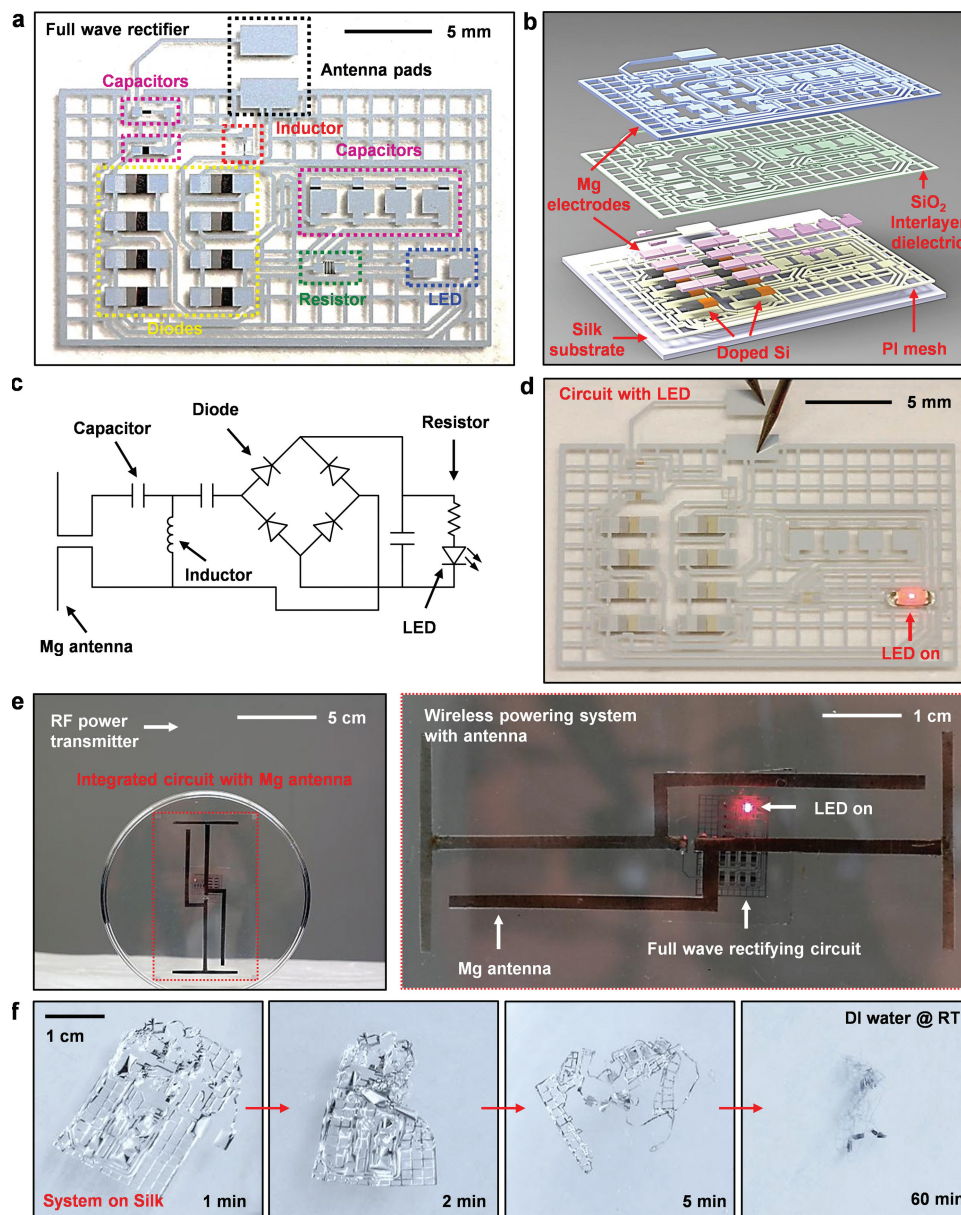 a
Full wave rectifier
5 mm
Antenna pads
Capacitors
Inductor
Capacitors
Resistor
LED
Diodes
b
Mg
electrodes
SiO₂
Interlayer
dielectric
Silk
substrate
Doped Si
PI mesh
c
Diode
Capacitor
Resistor
Inductor
LED
Mg antenna
d
Circuit with LED
5 mm
LED on
e
RF power
transmitter
5 cm
Integrated circuit with Mg antenna
Wireless powering system
with antenna
1 cm
LED on
Mg antenna
Full wave rectifying circuit
f
1 cm
System on Silk
1 min
2 min
5 min
DI water @ RT
60 min